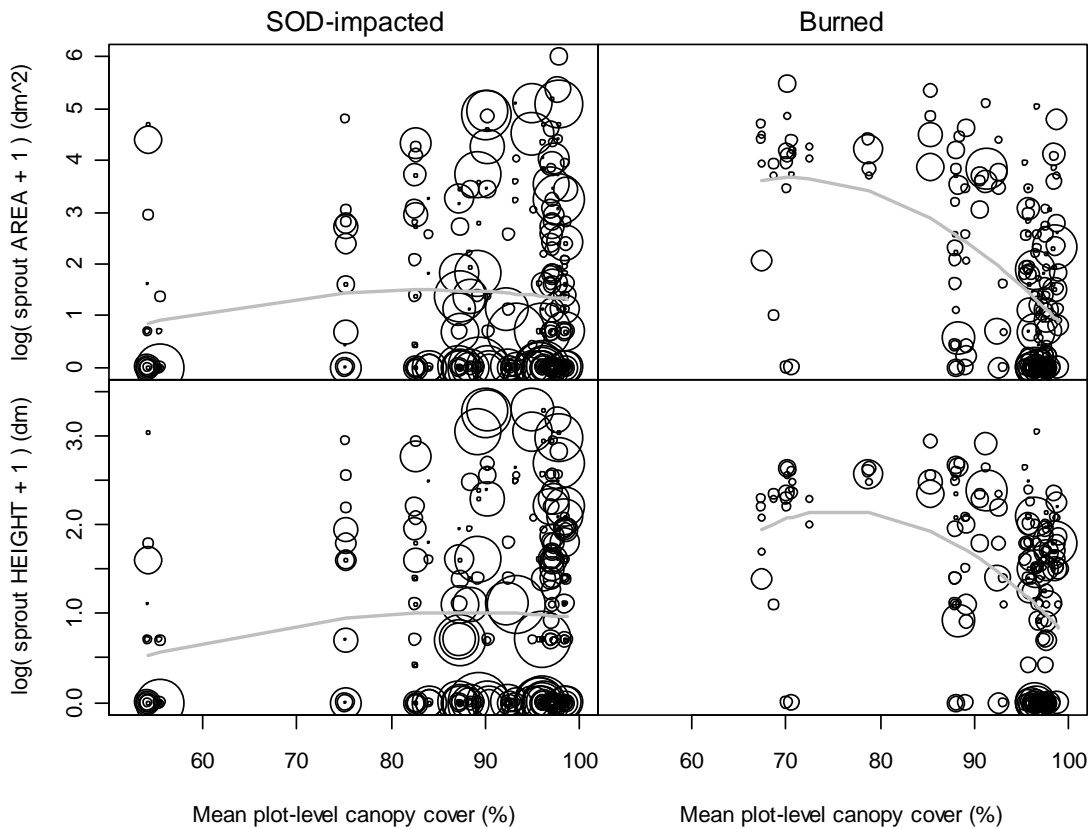 SOD-impacted
Burned
log( sprout AREA + 1 ) (dm^2)
6
5
4
3
2
1
0
log( sprout HEIGHT + 1 ) (dm)
3.0
2.0
1.0
0.0
60 70 80 90 100
60 70 80 90 100
Mean plot-level canopy cover (%)
Mean plot-level canopy cover (%)